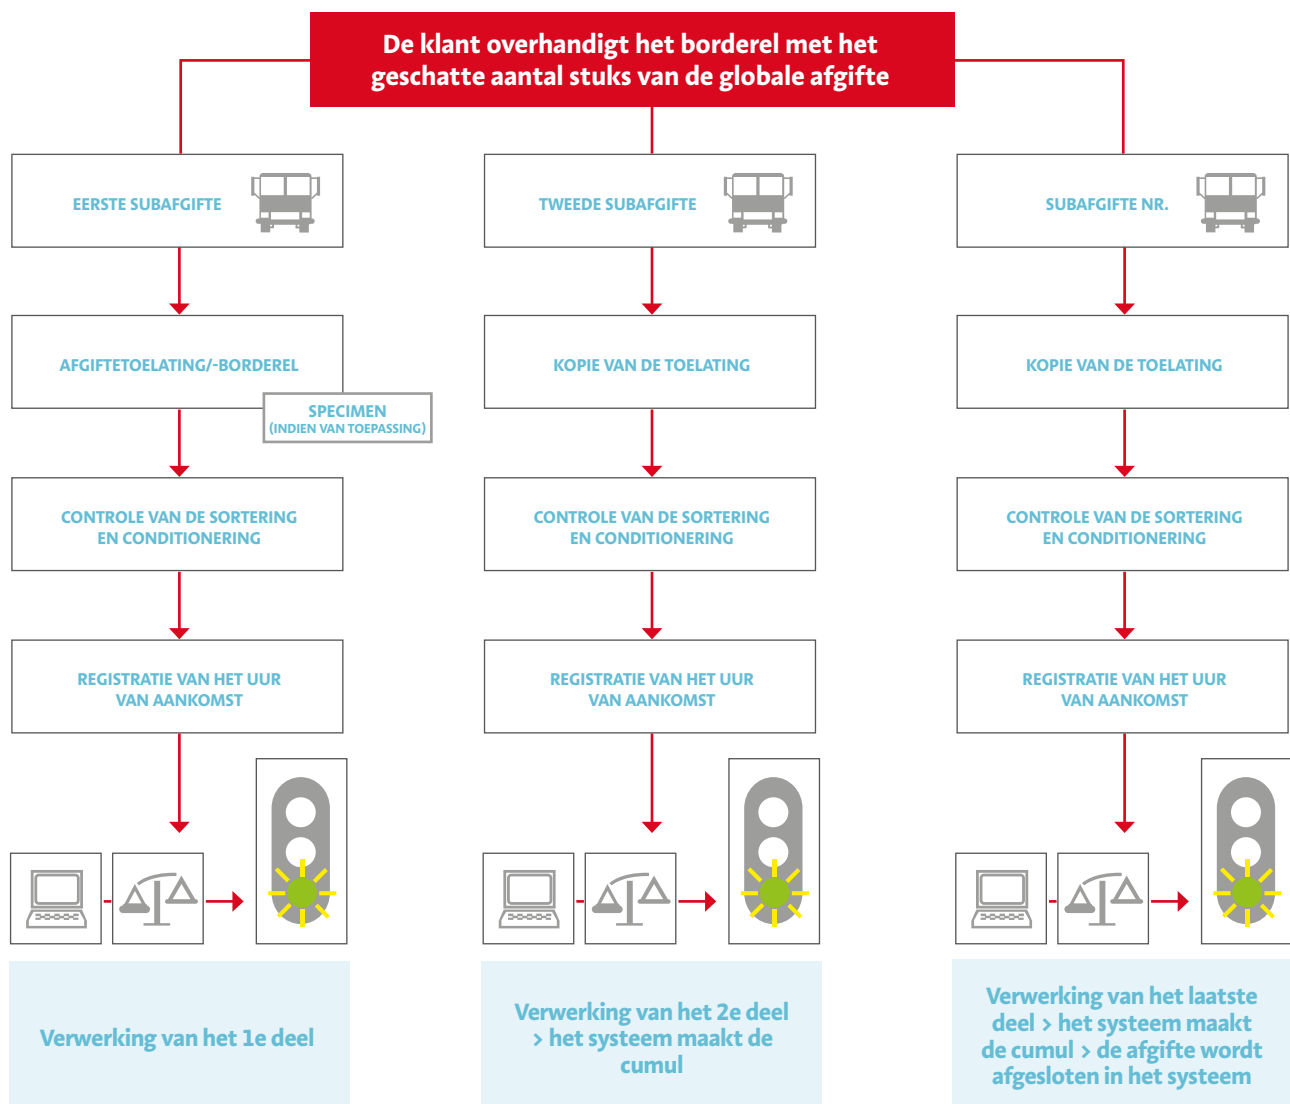 De klant overhandigt het borderel met het
geschatte aantal stuks van de globale afgifte
EERSTE SUBAFGIFTE
AFGIFTETOELATING/-BORDEREL
SPECIMEN
(INDIEN VAN TOEPASSING)
CONTROLE VAN DE SORTERING
EN CONDITIONERING
REGISTRATIE VAN HET UUR
VAN AANKOMST
Verwerking van het 1e deel
TWEEDE SUBAFGIFTE
KOPIE VAN DE TOELATING
CONTROLE VAN DE SORTERING
EN CONDITIONERING
REGISTRATIE VAN HET UUR
VAN AANKOMST
Verwerking van het 2e deel
> het systeem maakt de
cumul
SUBAFGIFTE NR.
KOPIE VAN DE TOELATING
CONTROLE VAN DE SORTERING
EN CONDITIONERING
REGISTRATIE VAN HET UUR
VAN AANKOMST
Verwerking van het laatste
deel > het systeem maakt
de cumul > de afgifte wordt
afgesloten in het systeem